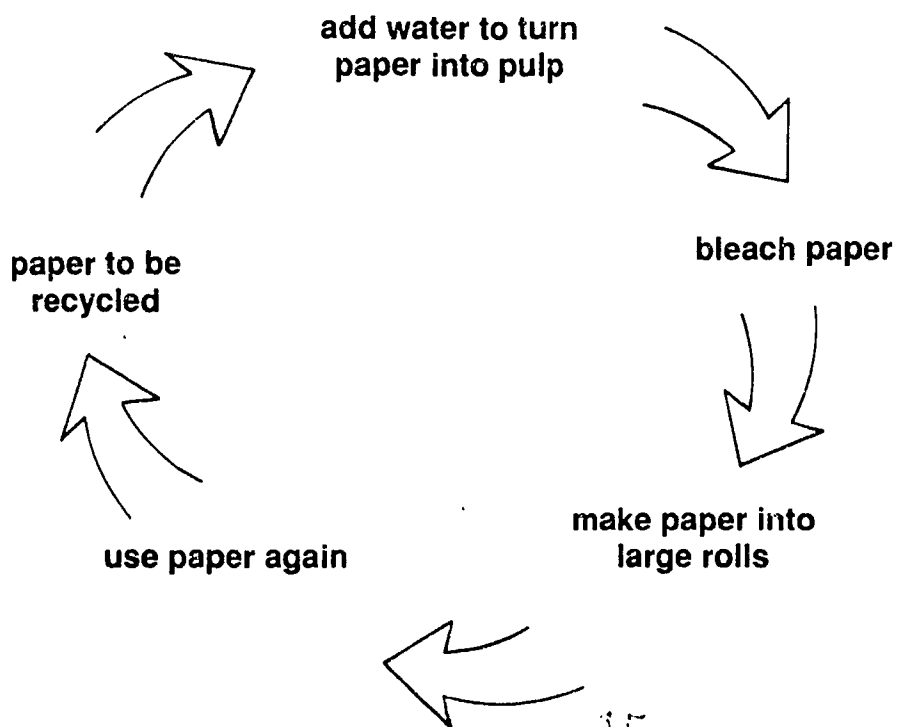 add water to turn
paper into pulp
bleach paper
make paper into
large rolls
use paper again
paper to be
recycled